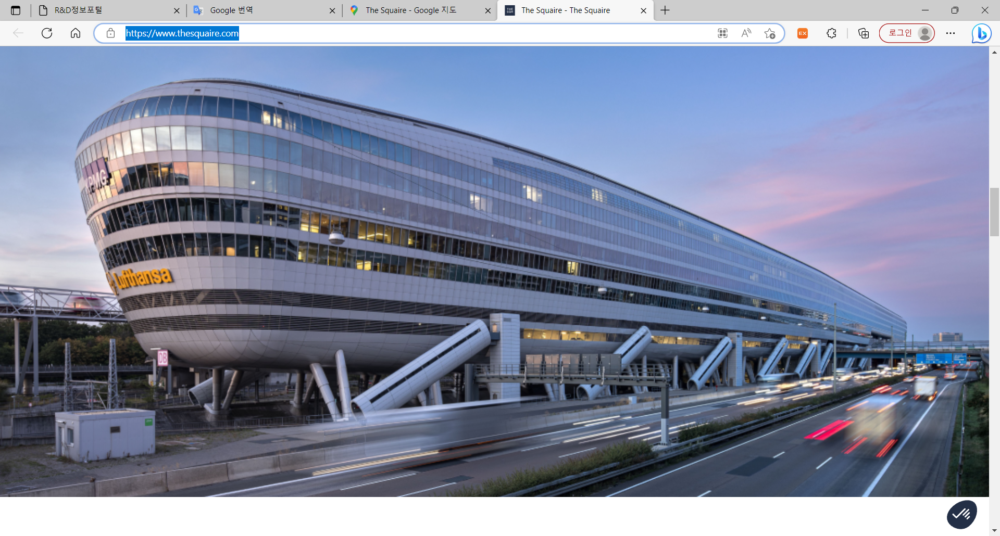 R&D정보포털
Google 번역
The Squaire - Google 지도
The Squaire - The Squaire
https://www.thesquaire.com
EX
로그인
KPMG
Lufthansa
DB